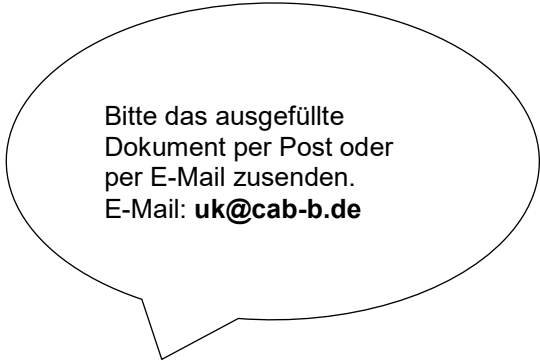 Bitte das ausgefüllte
Dokument per Post oder
per E-Mail zusenden.
E-Mail: uk@cab-b.de